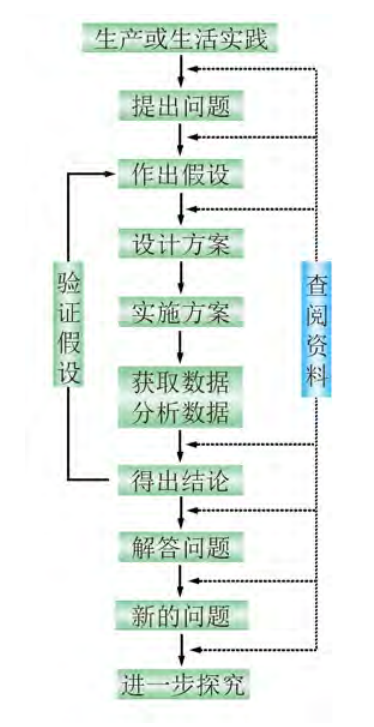 生产或生活实践
提出问题
作出假设
设计方案
验证假设
实施方案
查阅资料
获取数据
分析数据
得出结论
解答问题
新的问题
进一步探究